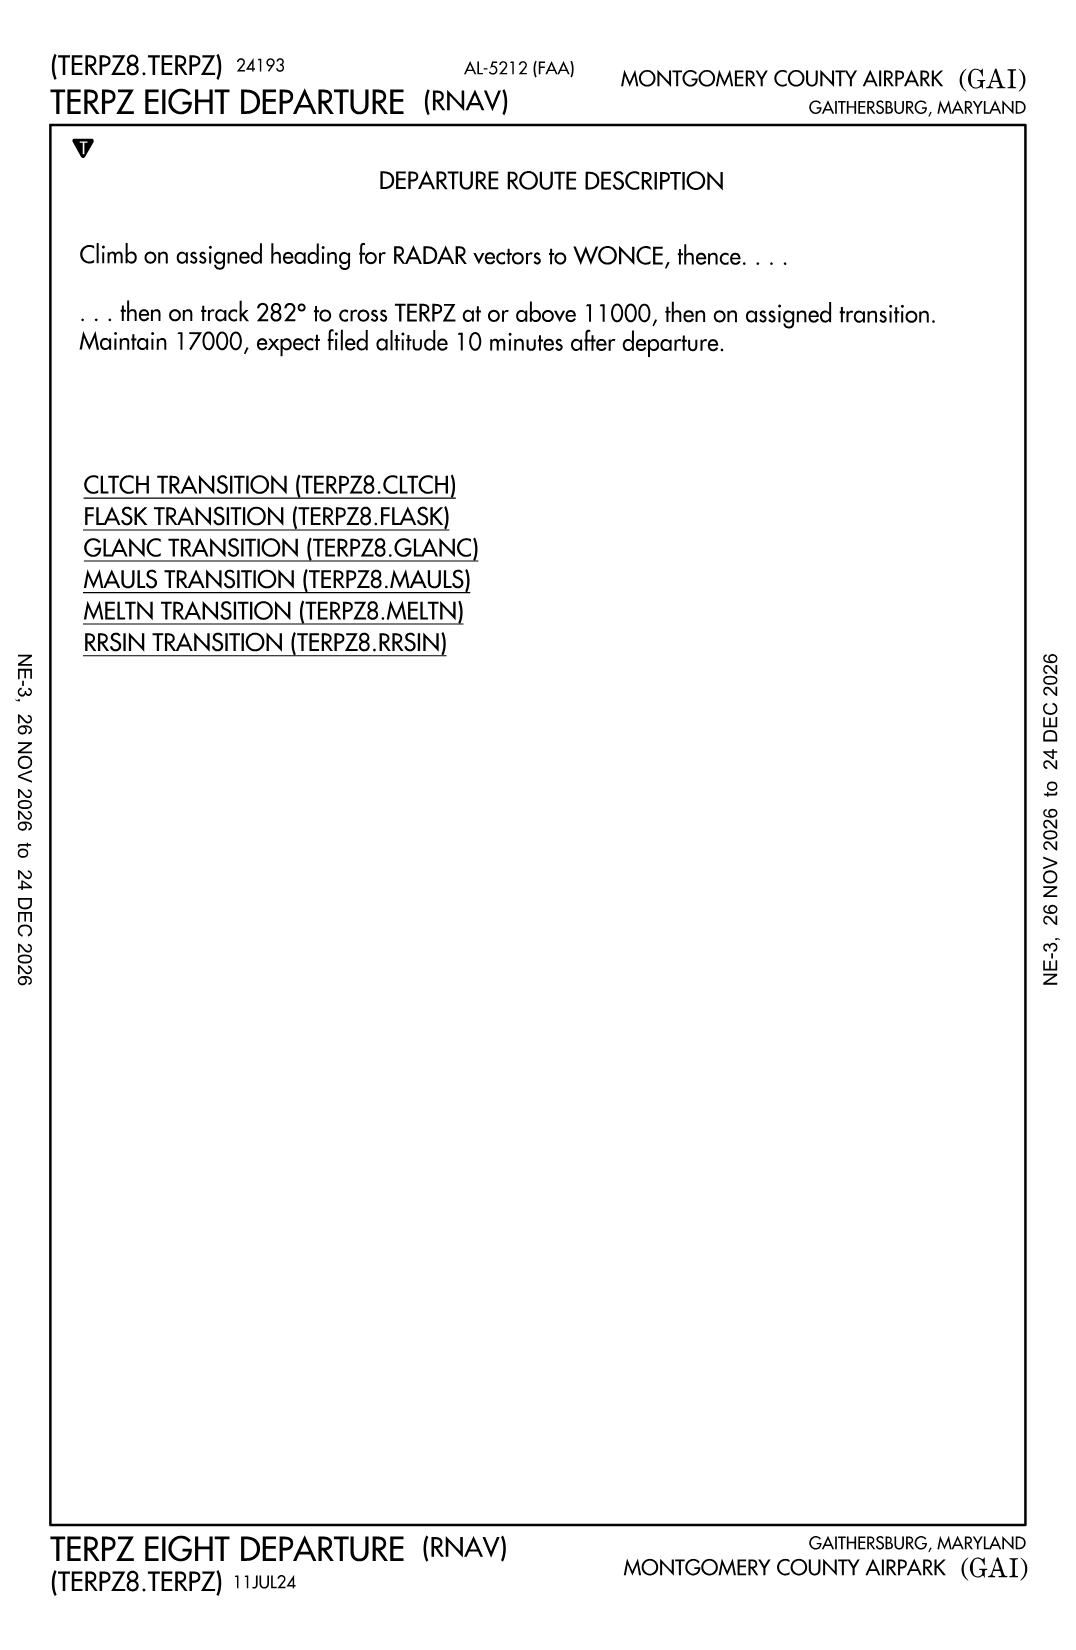 (TERPZ8.TERPZ) 24193
AL-5212 (FAA)
MONTGOMERY COUNTY AIRPARK (GAI)
TERPZ EIGHT DEPARTURE (RNAV)
GAITHERSBURG, MARYLAND
T
DEPARTURE ROUTE DESCRIPTION
Climb on assigned heading for RADAR vectors to WONCE, thence. . . .
. . . then on track 282° to cross TERPZ at or above 11000, then on assigned transition.
Maintain 17000, expect filed altitude 10 minutes after departure.
CLTCH TRANSITION (TERPZ8.CLTCH)
FLASK TRANSITION (TERPZ8.FLASK)
GLANC TRANSITION (TERPZ8.GLANC)
MAULS TRANSITION (TERPZ8.MAULS)
MELTN TRANSITION (TERPZ8.MELTN)
RRSIN TRANSITION (TERPZ8.RRSIN)
NE-3, 26 NOV 2026 to 24 DEC 2026
NE-3, 26 NOV 2026 to 24 DEC 2026
TERPZ EIGHT DEPARTURE (RNAV)
(TERPZ8.TERPZ) 11JUL24
GAITHERSBURG, MARYLAND
MONTGOMERY COUNTY AIRPARK (GAI)